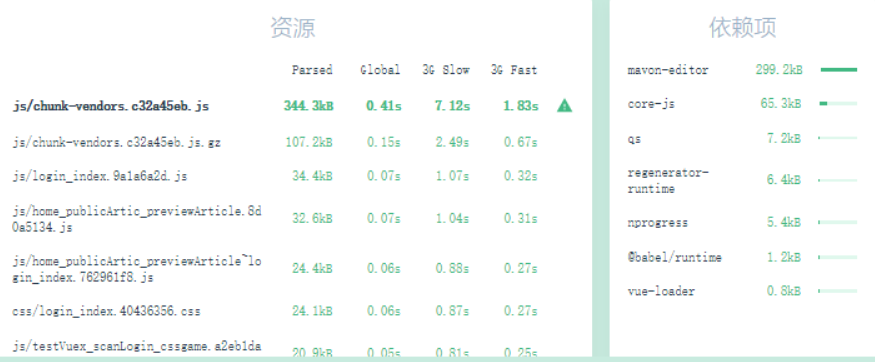 资源
Parsed Global 3G Slow 3G Fast
js/chunk-vendors.c32a45eb.js 344.3kB 0.41s 7.12s 1.83s
js/chunk-vendors.c32a45eb.js.gz 107.2kB 0.15s 2.49s 0.67s
js/login_index.9a1a6a2d.js 34.4kB 0.07s 1.07s 0.32s
js/home_publicArtic_previewArticle.8d
0a5134.js 32.6kB 0.07s 1.04s 0.31s
js/home_publicArtic_previewArticle~lo
gin_index.762961f8.js 24.4kB 0.06s 0.88s 0.27s
css/login_index.40436356.css 24.1kB 0.06s 0.87s 0.27s
js/testVuex_scanLogin_cssgame.a2eb1da
20.9kB 0.05s 0.81s 0.25s
依赖项
mavon-editor 299.2kB
core-js 65.3kB
qs 7.2kB
regenerator-
runtime 6.4kB
nprogress 5.4kB
@babel/runtime 1.2kB
vue-loader 0.8kB